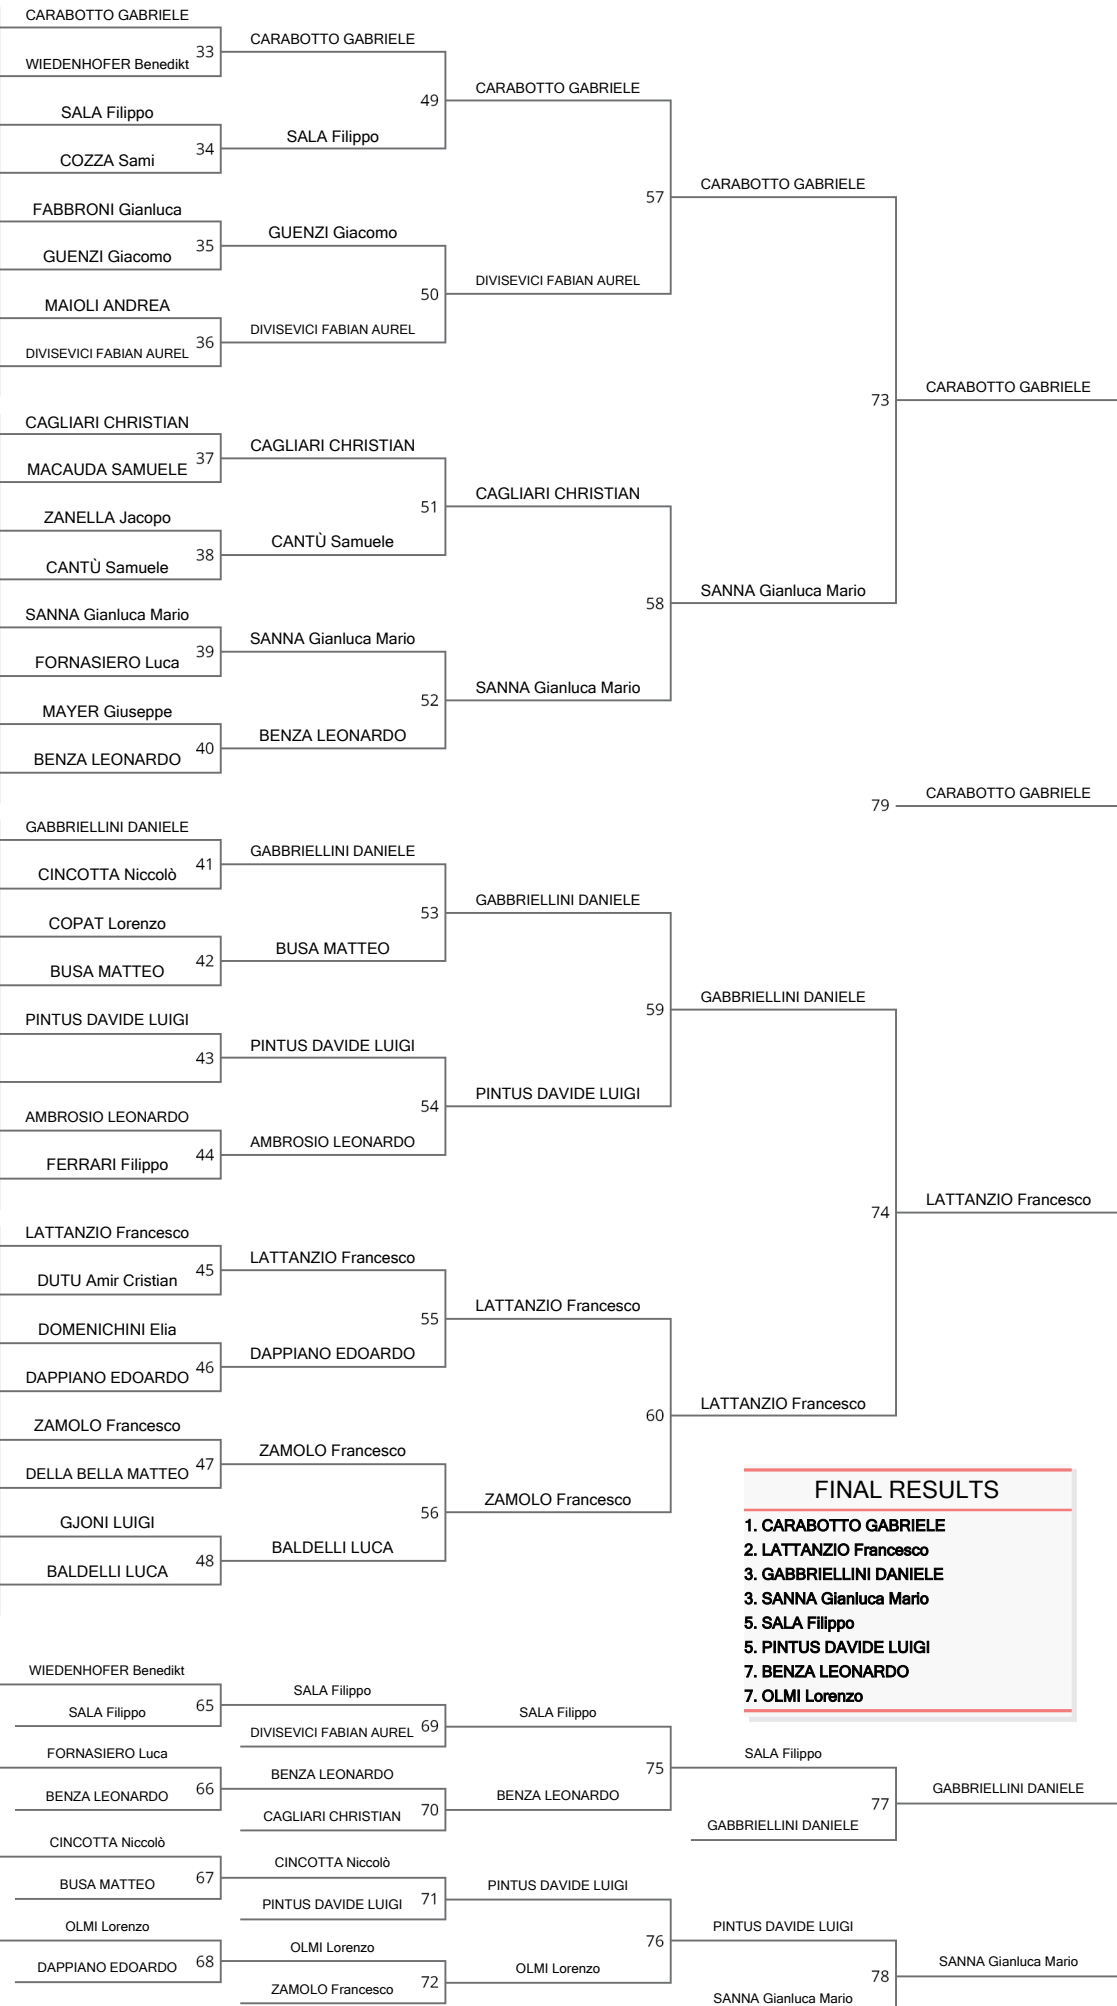 CARABOTTO GABRIELE
33
WIEDENHOFER Benedikt
CARABOTTO GABRIELE
49
SALA Filippo
34
COZZA Sami
SALA Filippo
CARABOTTO GABRIELE
57
FABBRONI Gianluca
35
GUENZI Giacomo
GUENZI Giacomo
50
MAIOLI ANDREA
36
DIVISEVICI FABIAN AUREL
DIVISEVICI FABIAN AUREL
DIVISEVICI FABIAN AUREL
CARABOTTO GABRIELE
73
CARABOTTO GABRIELE
CAGLIARI CHRISTIAN
37
MACAUDA SAMUELE
CAGLIARI CHRISTIAN
51
ZANELLA Jacopo
38
CANTÙ Samuele
CANTÙ Samuele
CAGLIARI CHRISTIAN
58
SANNA Gianluca Mario
SANNA Gianluca Mario
39
FORNASIERO Luca
SANNA Gianluca Mario
52
MAYER Giuseppe
40
BENZA LEONARDO
BENZA LEONARDO
SANNA Gianluca Mario
79
CARABOTTO GABRIELE
GABBRIELLINI DANIELE
41
CINCOTTA Niccolò
GABBRIELLINI DANIELE
53
COPAT Lorenzo
42
BUSA MATTEO
BUSA MATTEO
GABBRIELLINI DANIELE
59
GABBRIELLINI DANIELE
PINTUS DAVIDE LUIGI
43
PINTUS DAVIDE LUIGI
54
AMBROSIO LEONARDO
44
FERRARI Filippo
AMBROSIO LEONARDO
PINTUS DAVIDE LUIGI
74
LATTANZIO Francesco
LATTANZIO Francesco
45
DUTU Amir Cristian
LATTANZIO Francesco
55
DOMENICHINI Elia
46
DAPPIANO EDOARDO
DAPPIANO EDOARDO
LATTANZIO Francesco
60
LATTANZIO Francesco
ZAMOLO Francesco
47
DELLA BELLA MATTEO
ZAMOLO Francesco
56
GJONI LUIGI
48
BALDELLI LUCA
BALDELLI LUCA
ZAMOLO Francesco
FINAL RESULTS
1. CARABOTTO GABRIELE
2. LATTANZIO Francesco
3. GABBRIELLINI DANIELE
3. SANNA Gianluca Mario
5. SALA Filippo
5. PINTUS DAVIDE LUIGI
7. BENZA LEONARDO
7. OLMI Lorenzo
WIEDENHOFER Benedikt
65
SALA Filippo
SALA Filippo
69
DIVISEVICI FABIAN AUREL
SALA Filippo
75
FORNASIERO Luca
66
BENZA LEONARDO
BENZA LEONARDO
70
CAGLIARI CHRISTIAN
BENZA LEONARDO
SALA Filippo
77
GABBRIELLINI DANIELE
GABBRIELLINI DANIELE
CINCOTTA Niccolò
67
BUSA MATTEO
CINCOTTA Niccolò
71
PINTUS DAVIDE LUIGI
PINTUS DAVIDE LUIGI
76
OLMI Lorenzo
68
DAPPIANO EDOARDO
OLMI Lorenzo
72
ZAMOLO Francesco
OLMI Lorenzo
PINTUS DAVIDE LUIGI
78
SANNA Gianluca Mario
SANNA Gianluca Mario